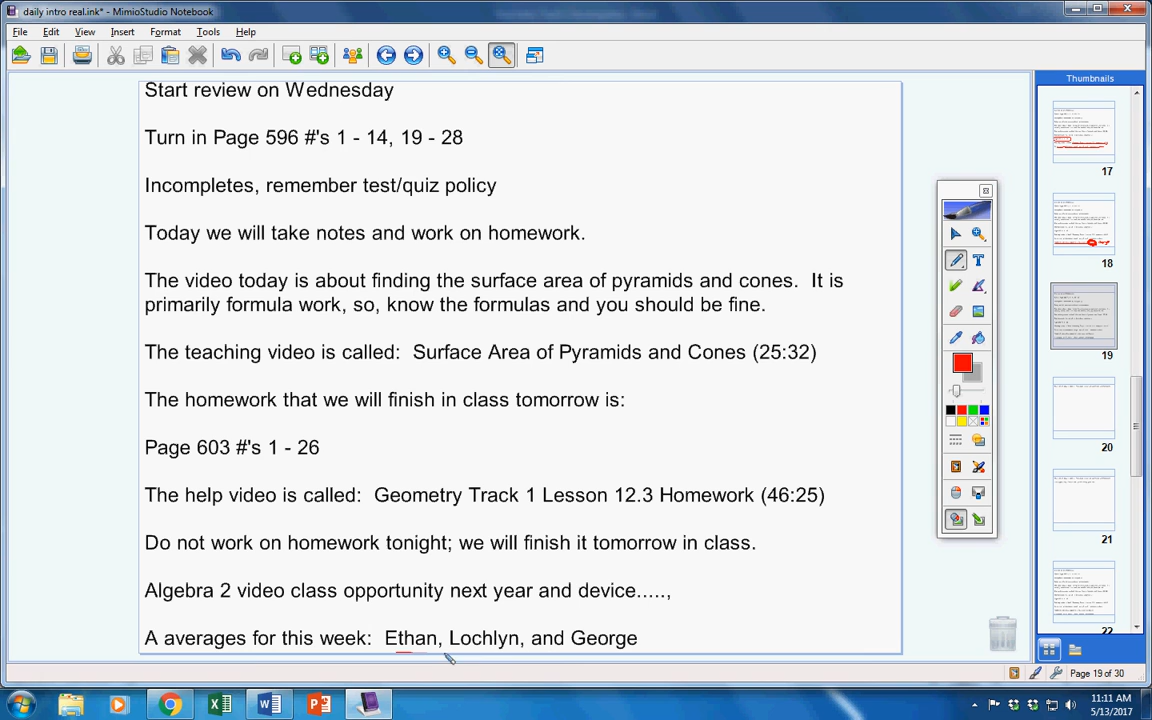 daily intro real.ink* - MimioStudio Notebook
File Edit View Insert Format Tools Help
Start review on Wednesday
Turn in Page 596 #'s 1 - 14, 19 - 28
Incompletes, remember test/quiz policy
Today we will take notes and work on homework.
The video today is about finding the surface area of pyramids and cones. It is
primarily formula work, so, know the formulas and you should be fine.
The teaching video is called: Surface Area of Pyramids and Cones (25:32)
The homework that we will finish in class tomorrow is:
Page 603 #'s 1 - 26
The help video is called: Geometry Track 1 Lesson 12.3 Homework (46:25)
Do not work on homework tonight; we will finish it tomorrow in class.
Algebra 2 video class opportunity next year and device.....,
A averages for this week: Ethan, Lochlyn, and George
Thumbnails
17
18
19
20
21
22
Page 19 of 30
11:11 AM
5/13/2017